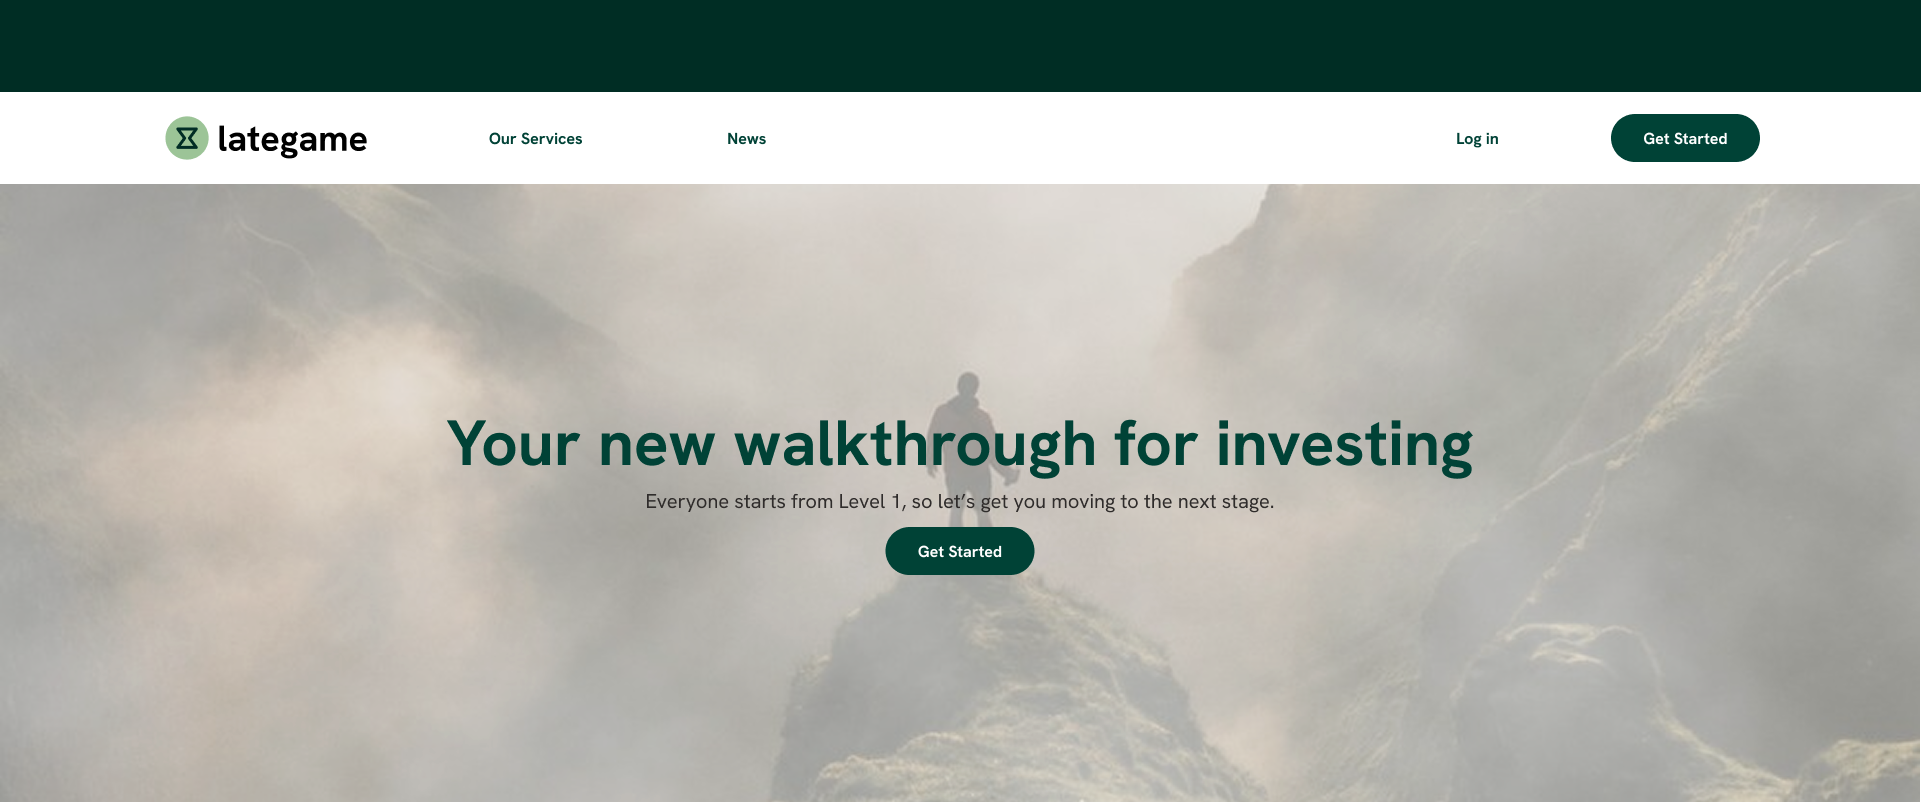 lategame
Our Services
News
Log in
Get Started
Your new walkthrough for investing
Everyone starts from Level 1, so let’s get you moving to the next stage.
Get Started